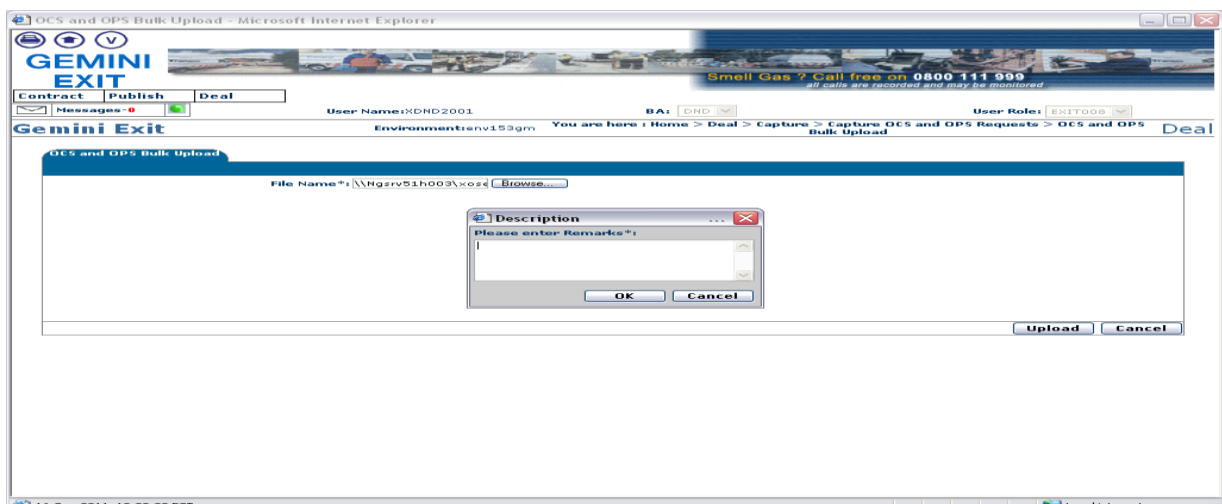 OCS and OPS Bulk Upload - Microsoft Internet Explorer
V
GEMINI
EXIT
Smell Gas ? Call free on 0800 111 999
all calls are recorded and may be monitored
Contract Publish Deal
Messages-0 User Name:XDND2001 BA: DND User Role: EXIT008
Gemini Exit Environment:env153gm You are here : Home > Deal > Capture > Capture OCS and OPS Requests > OCS and OPS Bulk Upload Deal
OCS and OPS Bulk Upload
File Name*: \\Ngsrv51h003\xose Browse...
Description ...
Please enter Remarks*:
OK Cancel
Upload Cancel